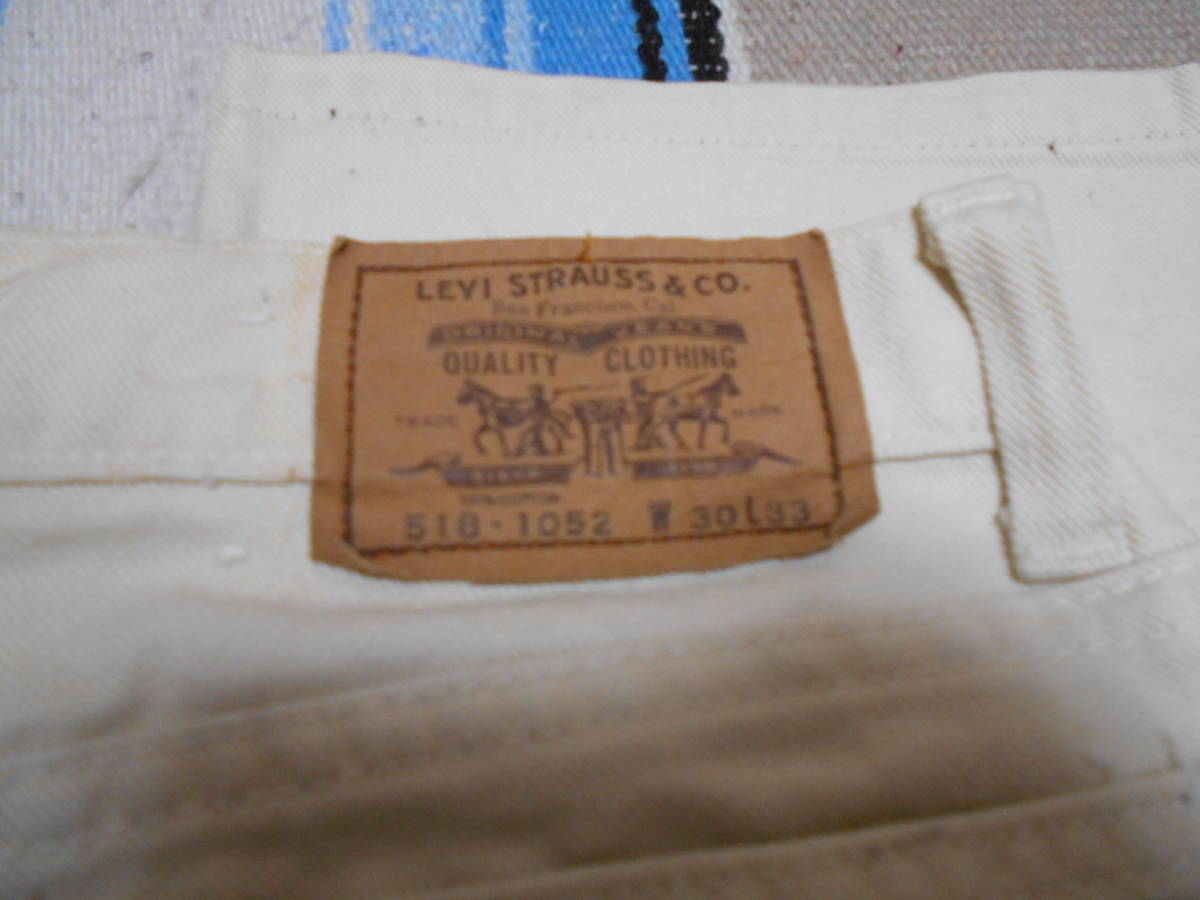 LEVI STRAUSS & CO.
San Francisco, Cal
ORIGINAL JEANS
QUALITY CLOTHING
TRADE MARK
518-1052 W 30 L 33